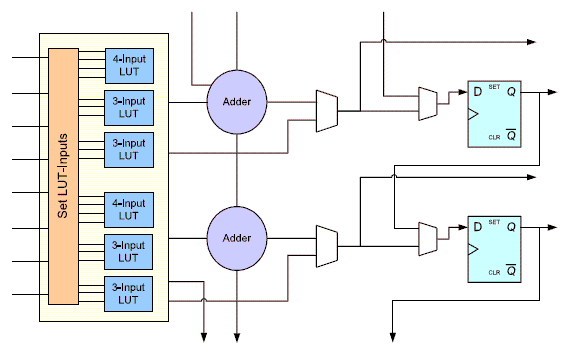 Set LUT-Inputs
4-Input
LUT
3-Input
LUT
3-Input
LUT
4-Input
LUT
3-Input
LUT
3-Input
LUT
Adder
Adder
D SET Q
CLR Q
D SET Q
CLR Q